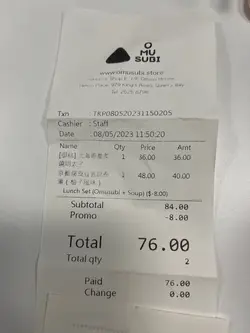 O
MU
SUBI
www.omusubi.store
Txn : TKP08052023115020S
Cashier : Staff
Date : 08/05/2023 11:50:20
Name Qty Price Amt
1 36.00 36.00
1 48.00 40.00
Lunch Set (Omusubi + Soup) ($-8.00)
Subtotal 84.00
Promo -8.00
Total 76.00
Total qty 2
Paid 76.00
Change 0.00